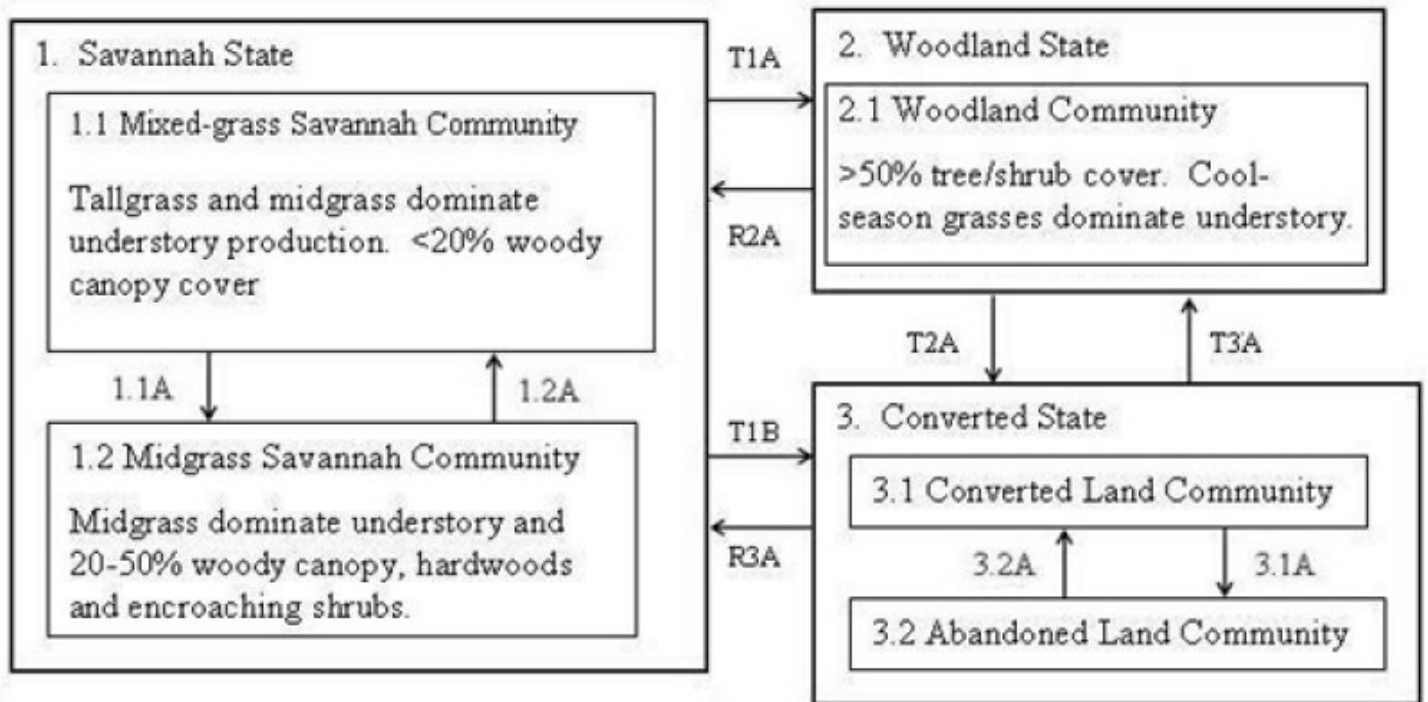 1. Savannah State
1.1 Mixed-grass Savannah Community
Tallgrass and midgrass dominate
understory production. <20% woody
canopy cover
1.1A
1.2A
1.2 Midgrass Savannah Community
Midgrass dominate understory and
20-50% woody canopy, hardwoods
and encroaching shrubs.
T1A
R2A
T1B
R3A
2. Woodland State
2.1 Woodland Community
>50% tree/shrub cover. Cool-
season grasses dominate understory.
T2A
T3A
3. Converted State
3.1 Converted Land Community
3.2A
3.1A
3.2 Abandoned Land Community